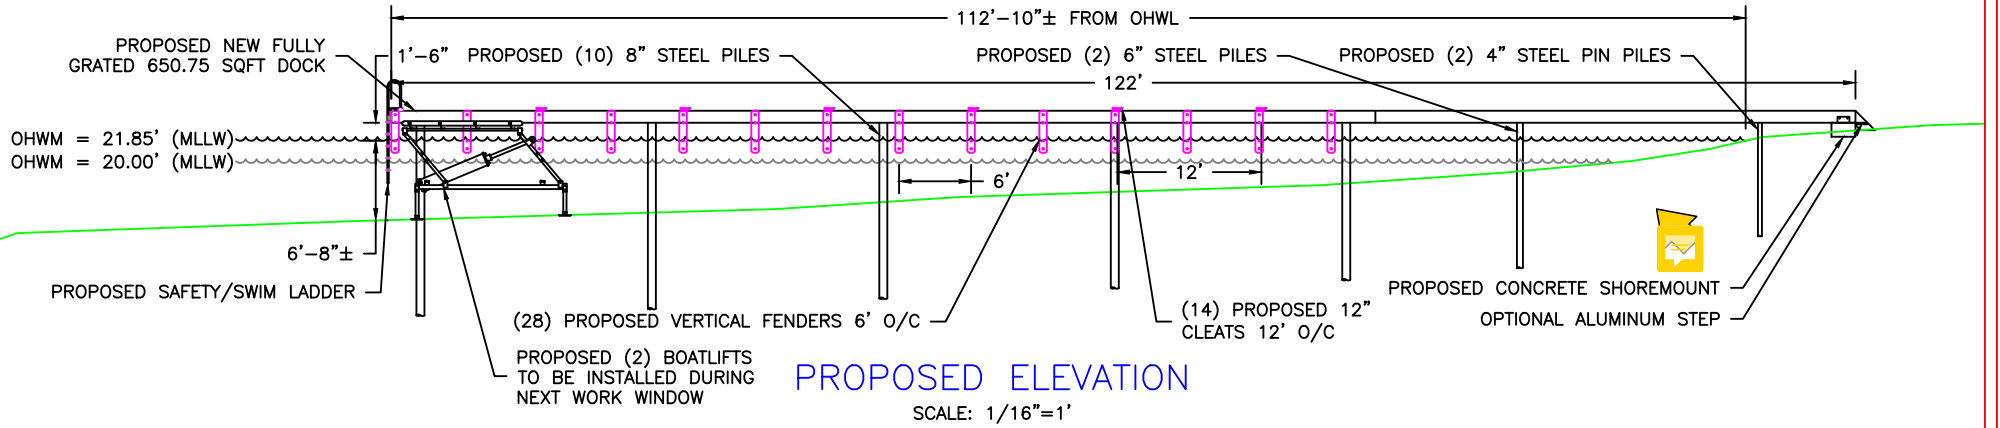 112'-10"± FROM OHWL
PROPOSED NEW FULLY
GRATED 650.75 SQFT DOCK
1'-6"
PROPOSED (10) 8" STEEL PILES
PROPOSED (2) 6" STEEL PILES
PROPOSED (2) 4" STEEL PIN PILES
122'
OHWM = 21.85' (MLLW)
OHWM = 20.00' (MLLW)
6'
12'
6'-8"±
PROPOSED SAFETY/SWIM LADDER
(28) PROPOSED VERTICAL FENDERS 6' O/C
(14) PROPOSED 12"
CLEATS 12' O/C
PROPOSED CONCRETE SHOREMOUNT
OPTIONAL ALUMINUM STEP
PROPOSED (2) BOATLIFTS
TO BE INSTALLED DURING
NEXT WORK WINDOW
PROPOSED ELEVATION
SCALE: 1/16"=1'